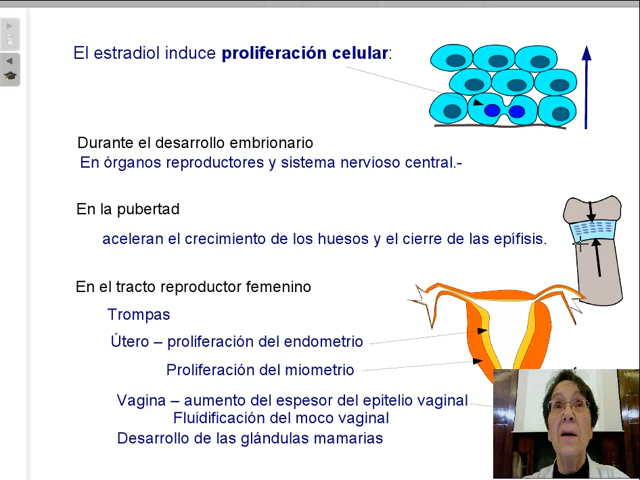 El estradiol induce proliferación celular:
Durante el desarrollo embrionario
En órganos reproductores y sistema nervioso central.-
En la pubertad
aceleran el crecimiento de los huesos y el cierre de las epífisis.
En el tracto reproductor femenino
Trompas
Útero – proliferación del endometrio
Proliferación del miometrio
Vagina – aumento del espesor del epitelio vaginal
Fluidificación del moco vaginal
Desarrollo de las glándulas mamarias